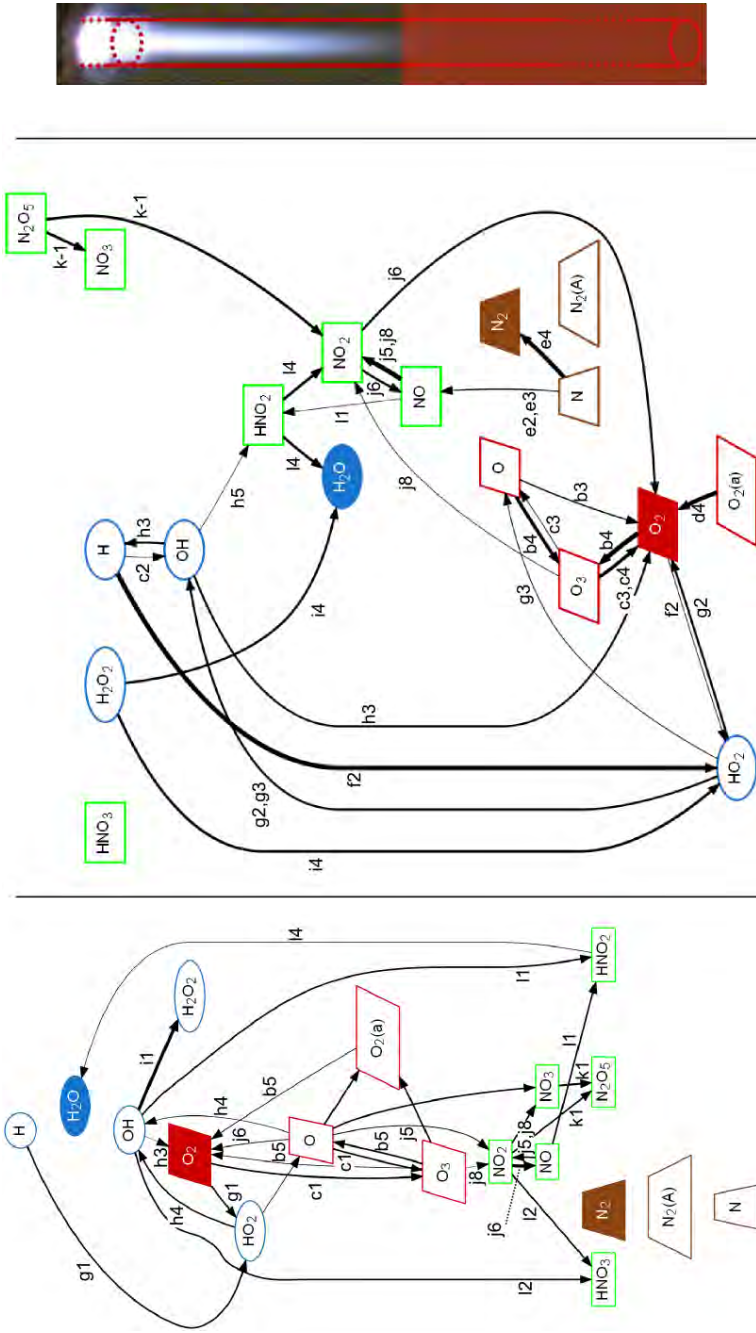 H
H₂O
g1
OH
i1
h3
h4
O₂
H₂O₂
h4
g1
j6
HO₂
b5
b5
l4
O
c1
c1
O₂(a)
b5
j5
O₃
j8
j6
NO₂
j5,j8
l1
l2
l2
NO
NO₃
l1
k1
k1
HNO₃
N₂
N₂O₅
HNO₂
N₂(A)
N
N₂O₅
k-1
HNO₃
H₂O₂
H
NO₃
k-1
c2
h3
OH
h5
HNO₂
g2,g3
l4
l4
i4
i4
l1
H₂O
NO₂
f2
h3
j6
j5,j8
j8
NO
j6
O
N₂
g3
b4
c3
b3
e2,e3
e4
O₃
N
N₂(A)
b4
c3,c4
O₂
f2
g2
d4
HO₂
O₂(a)